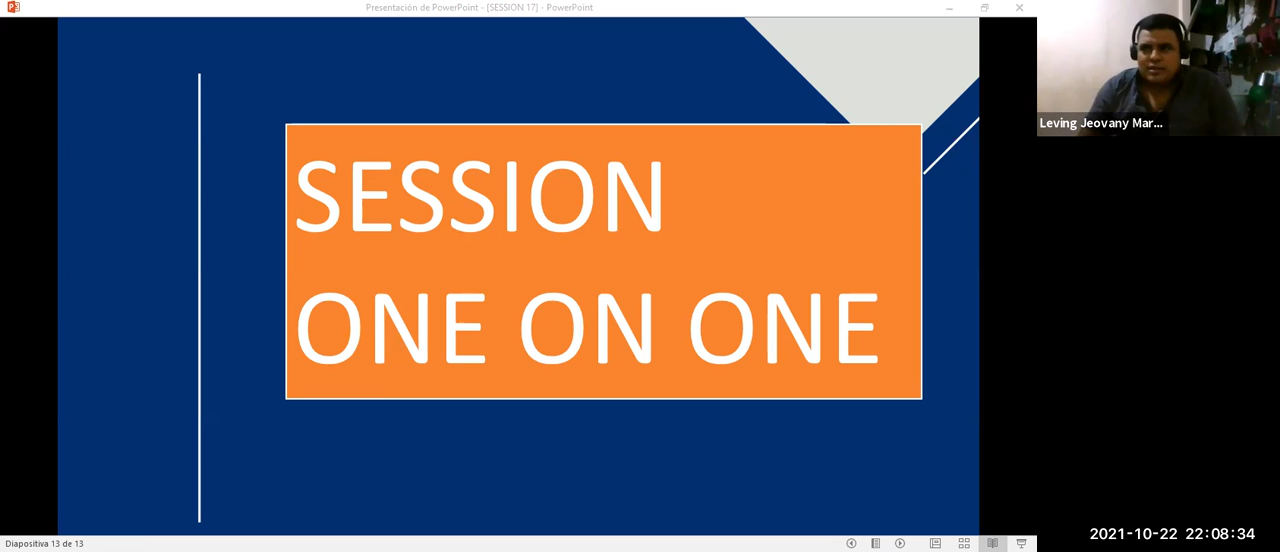 Presentación de PowerPoint - [SESSION 17] - PowerPoint
Leving Jeovany Mar...
SESSION
ONE ON ONE
2021-10-22 22:08:34
Diapositiva 13 de 13